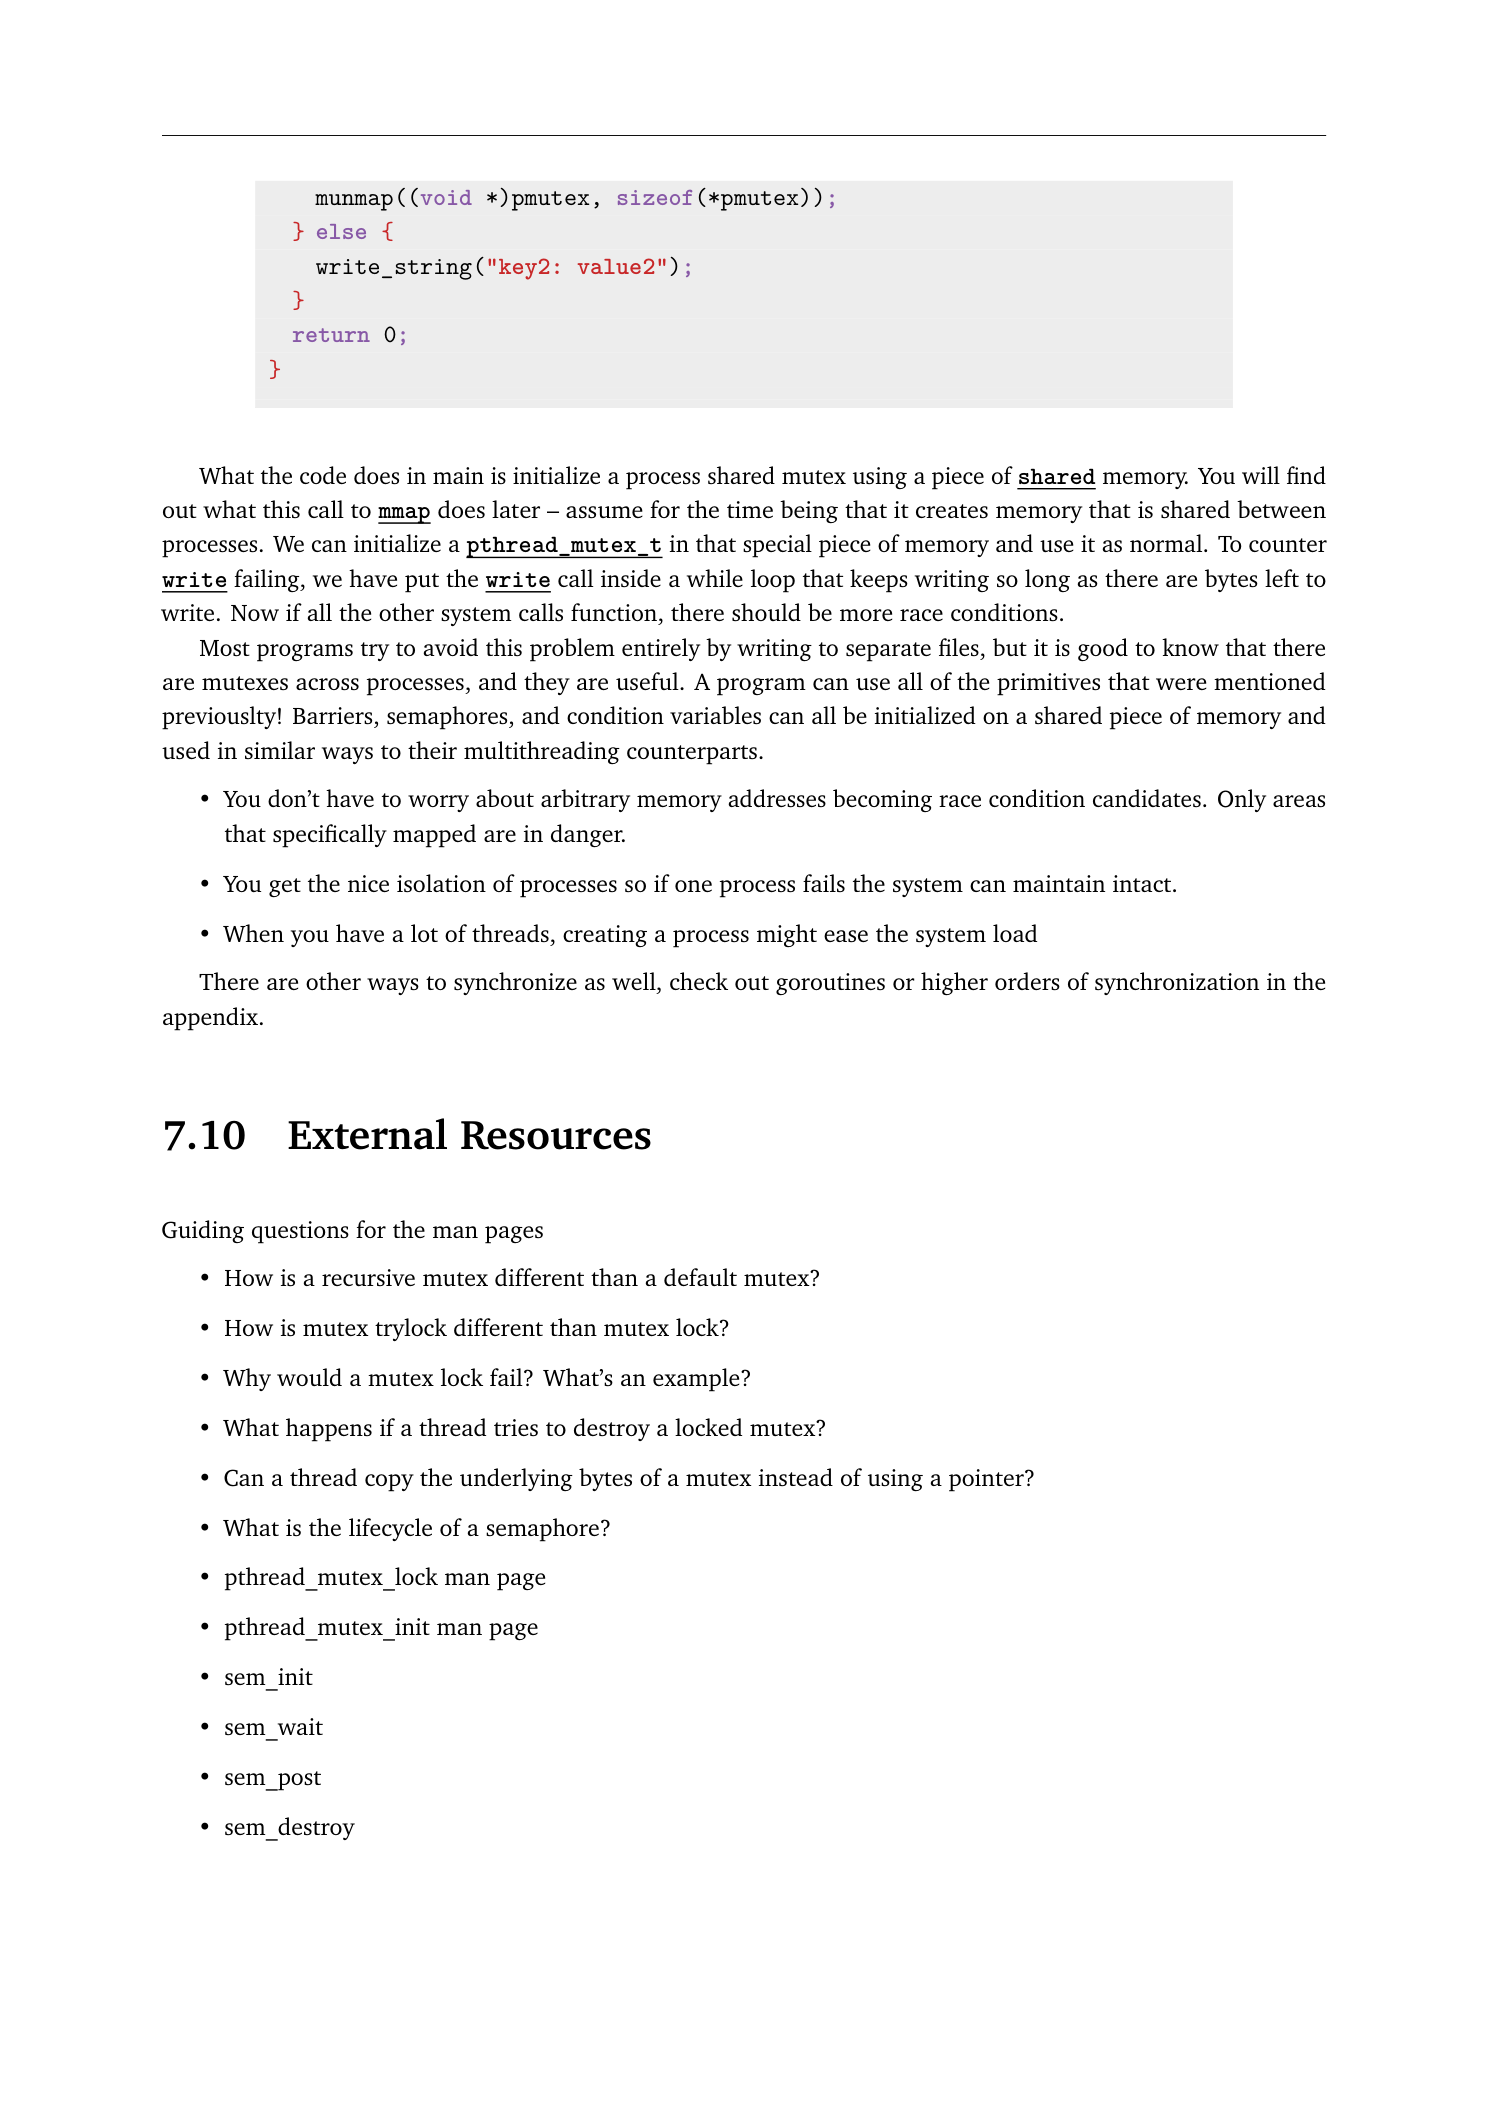 munmap((void *)pmutex, sizeof(*pmutex));
} else {
write_string("key2: value2");
}
return 0;
}
What the code does in main is initialize a process shared mutex using a piece of shared memory. You will find
out what this call to mmap does later – assume for the time being that it creates memory that is shared between
processes. We can initialize a pthread_mutex_t in that special piece of memory and use it as normal. To counter
write failing, we have put the write call inside a while loop that keeps writing so long as there are bytes left to
write. Now if all the other system calls function, there should be more race conditions.
Most programs try to avoid this problem entirely by writing to separate files, but it is good to know that there
are mutexes across processes, and they are useful. A program can use all of the primitives that were mentioned
previouslty! Barriers, semaphores, and condition variables can all be initialized on a shared piece of memory and
used in similar ways to their multithreading counterparts.
• You don't have to worry about arbitrary memory addresses becoming race condition candidates. Only areas
that specifically mapped are in danger.
• You get the nice isolation of processes so if one process fails the system can maintain intact.
• When you have a lot of threads, creating a process might ease the system load
There are other ways to synchronize as well, check out goroutines or higher orders of synchronization in the
appendix.
7.10 External Resources
Guiding questions for the man pages
• How is a recursive mutex different than a default mutex?
• How is mutex trylock different than mutex lock?
• Why would a mutex lock fail? What's an example?
• What happens if a thread tries to destroy a locked mutex?
• Can a thread copy the underlying bytes of a mutex instead of using a pointer?
• What is the lifecycle of a semaphore?
• pthread_mutex_lock man page
• pthread_mutex_init man page
• sem_init
• sem_wait
• sem_post
• sem_destroy